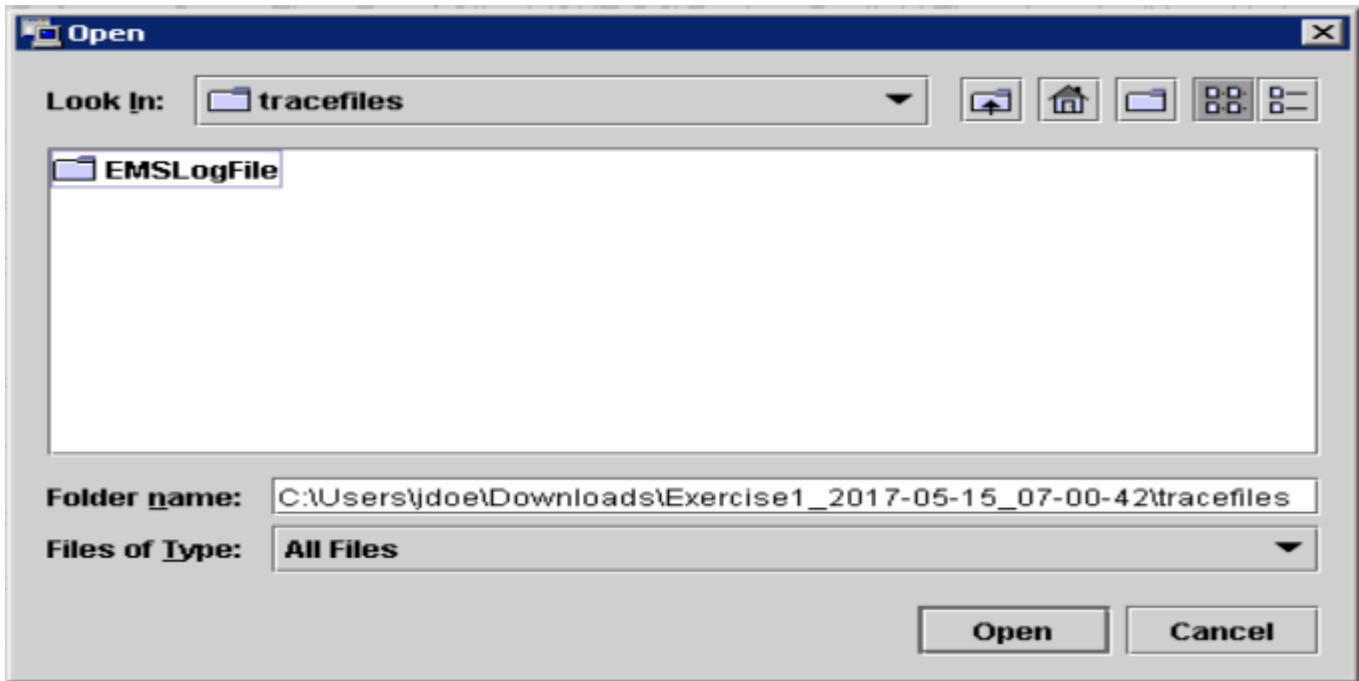 Open
Look In: tracefiles
EMSLogFile
Folder name: C:\Users\jdoe\Downloads\Exercise1_2017-05-15_07-00-42\tracefiles
Files of Type: All Files
Open Cancel